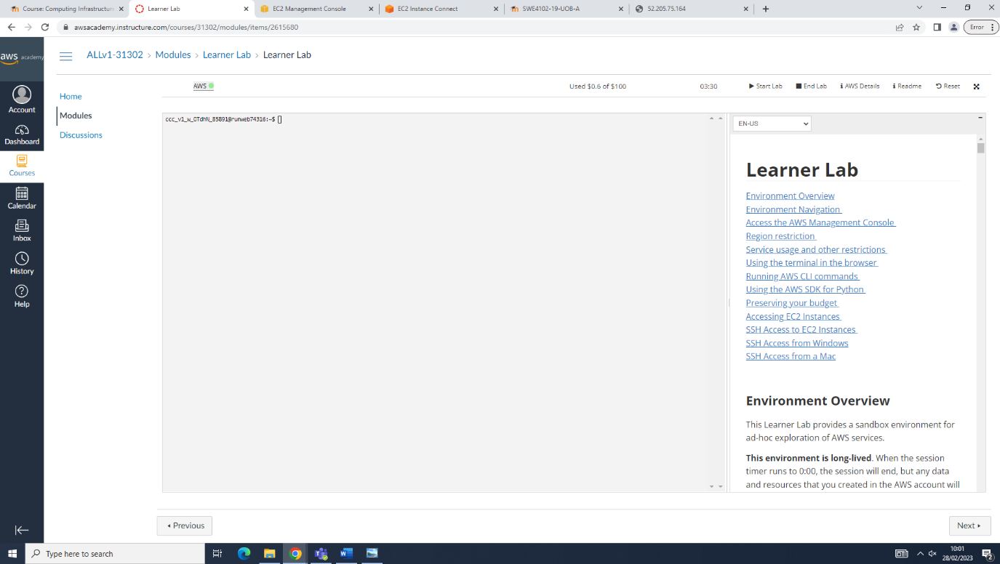 Course: Computing Infrastructure
Learner Lab
EC2 Management Console
EC2 Instance Connect
SWE4102-19-UOB-A
52.205.75.164
awsacademy.instructure.com/courses/31302/modules/items/2615680
Error
aws academy
ALLv1-31302 › Modules › Learner Lab › Learner Lab
Account
Dashboard
Courses
Calendar
Inbox
History
Help
Home
Modules
Discussions
AWS
Used $0.6 of $100
03:30
Start Lab
End Lab
AWS Details
Readme
Reset
ccc_v1_w_OTdhN_85891@runweb74316:~$
EN-US
Learner Lab
Environment Overview
Environment Navigation
Access the AWS Management Console
Region restriction
Service usage and other restrictions
Using the terminal in the browser
Running AWS CLI commands
Using the AWS SDK for Python
Preserving your budget
Accessing EC2 Instances
SSH Access to EC2 Instances
SSH Access from Windows
SSH Access from a Mac
Environment Overview
This Learner Lab provides a sandbox environment for
ad-hoc exploration of AWS services.
This environment is long-lived. When the session
timer runs to 0:00, the session will end, but any data
and resources that you created in the AWS account will
Previous
Next
Type here to search
10:01
28/02/2023
2